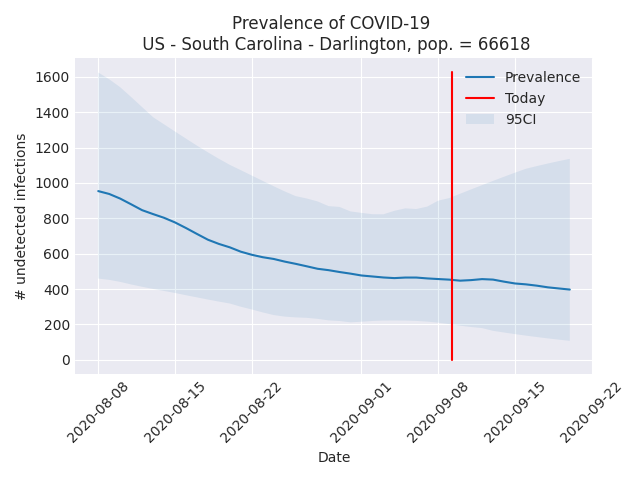 Prevalence of COVID-19
US - South Carolina - Darlington, pop. = 66618
Prevalence
Today
95CI
# undetected infections
1600
1400
1200
1000
800
600
400
200
0
2020-08-08
2020-08-15
2020-08-22
2020-09-01
2020-09-08
2020-09-15
2020-09-22
Date